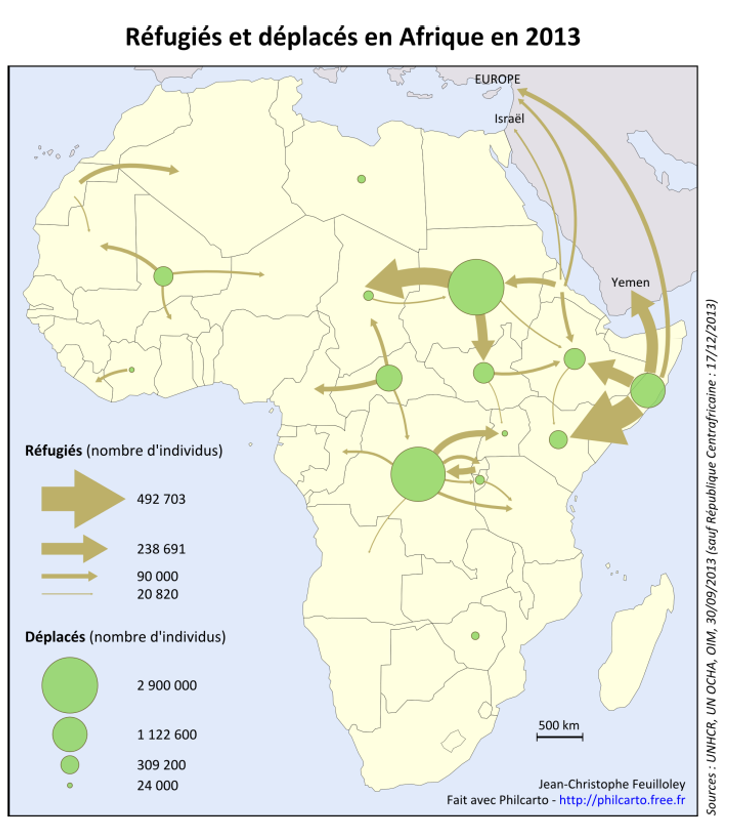 Réfugiés et déplacés en Afrique en 2013
EUROPE
Israël
Yemen
Réfugiés (nombre d'individus)
492 703
238 691
90 000
20 820
Déplacés (nombre d'individus)
2 900 000
1 122 600
309 200
24 000
500 km
Jean-Christophe Feuilloley
Fait avec Philcarto - http://philcarto.free.fr
Sources : UNHCR, UN OCHA, OIM, 30/09/2013 (sauf République Centrafricaine : 17/12/2013)